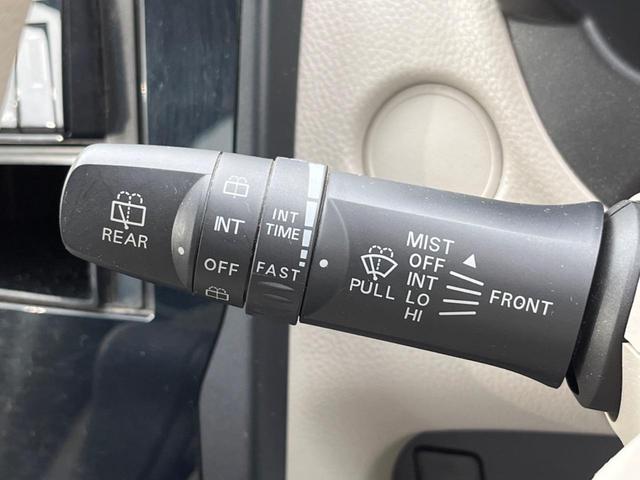 REAR
INT
OFF
INT
TIME
FAST
PULL
MIST
OFF
INT
LO
HI
FRONT